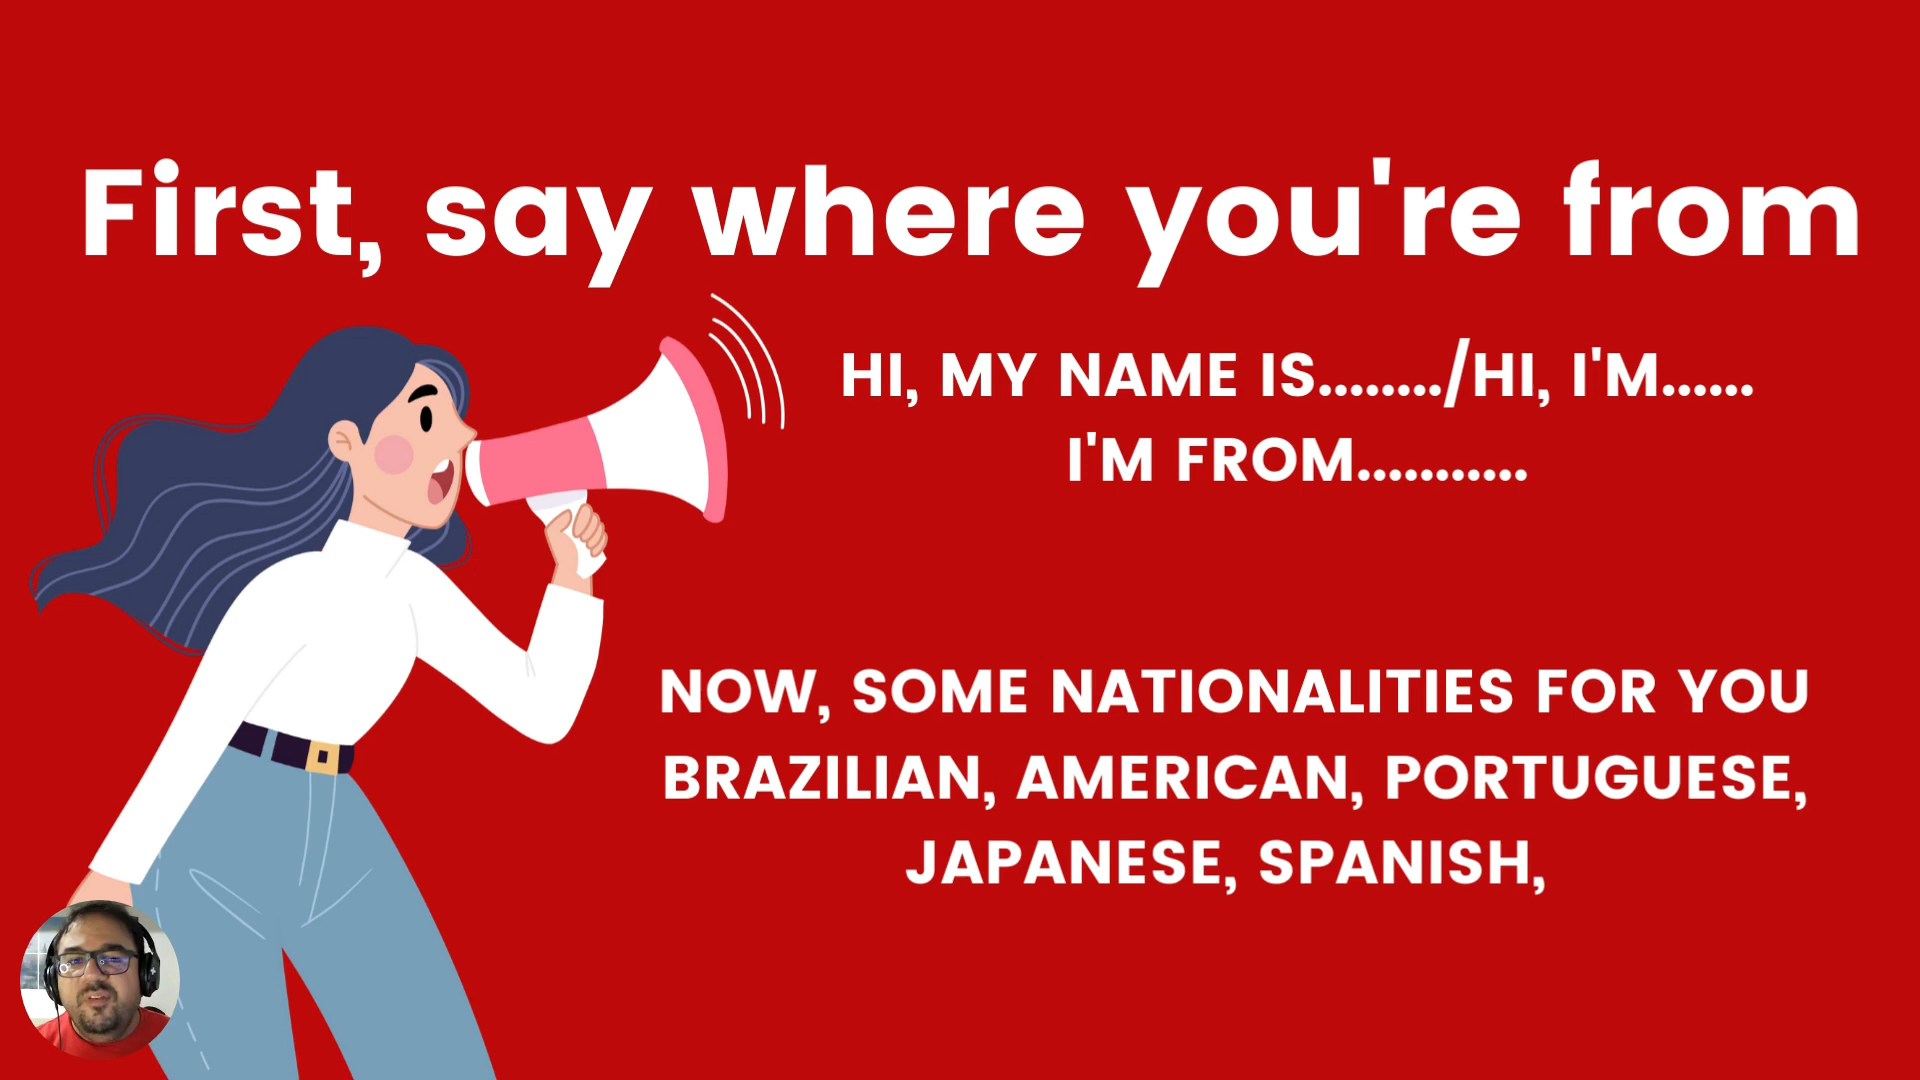 First, say where you're from
HI, MY NAME IS......../HI, I'M......
I'M FROM...........
NOW, SOME NATIONALITIES FOR YOU
BRAZILIAN, AMERICAN, PORTUGUESE,
JAPANESE, SPANISH,